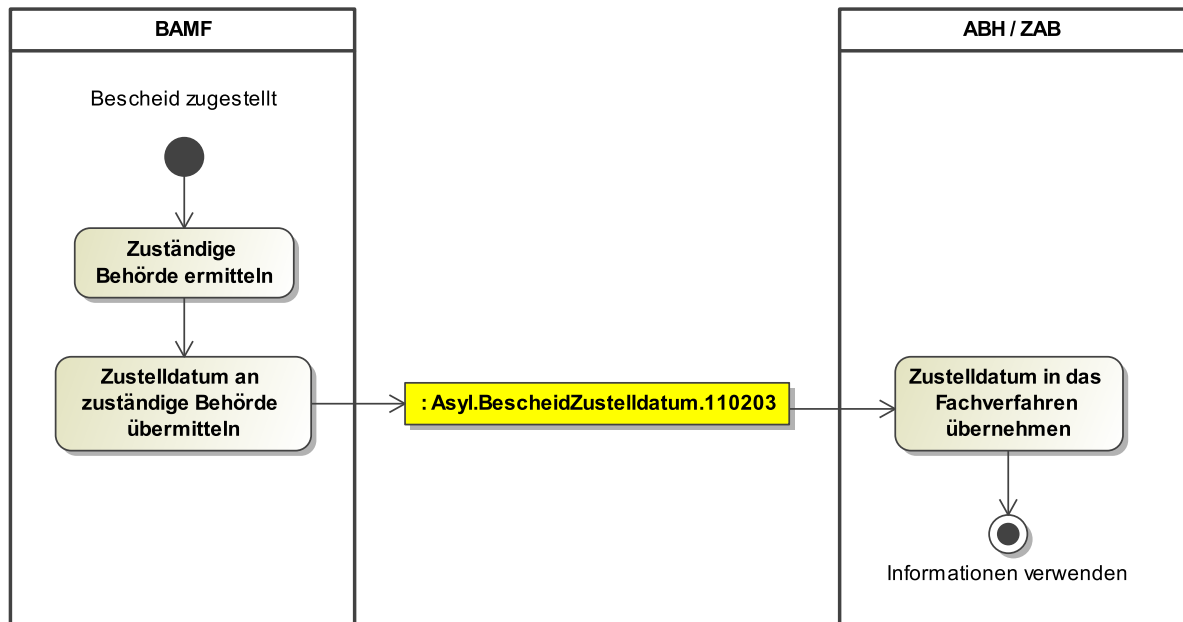 BAMF
ABH / ZAB
Bescheid zugestellt
Zuständige
Behörde ermitteln
Zustelldatum an
zuständige Behörde
übermitteln
: Asyl.BescheidZustelldatum.110203
Zustelldatum in das
Fachverfahren
übernehmen
Informationen verwenden